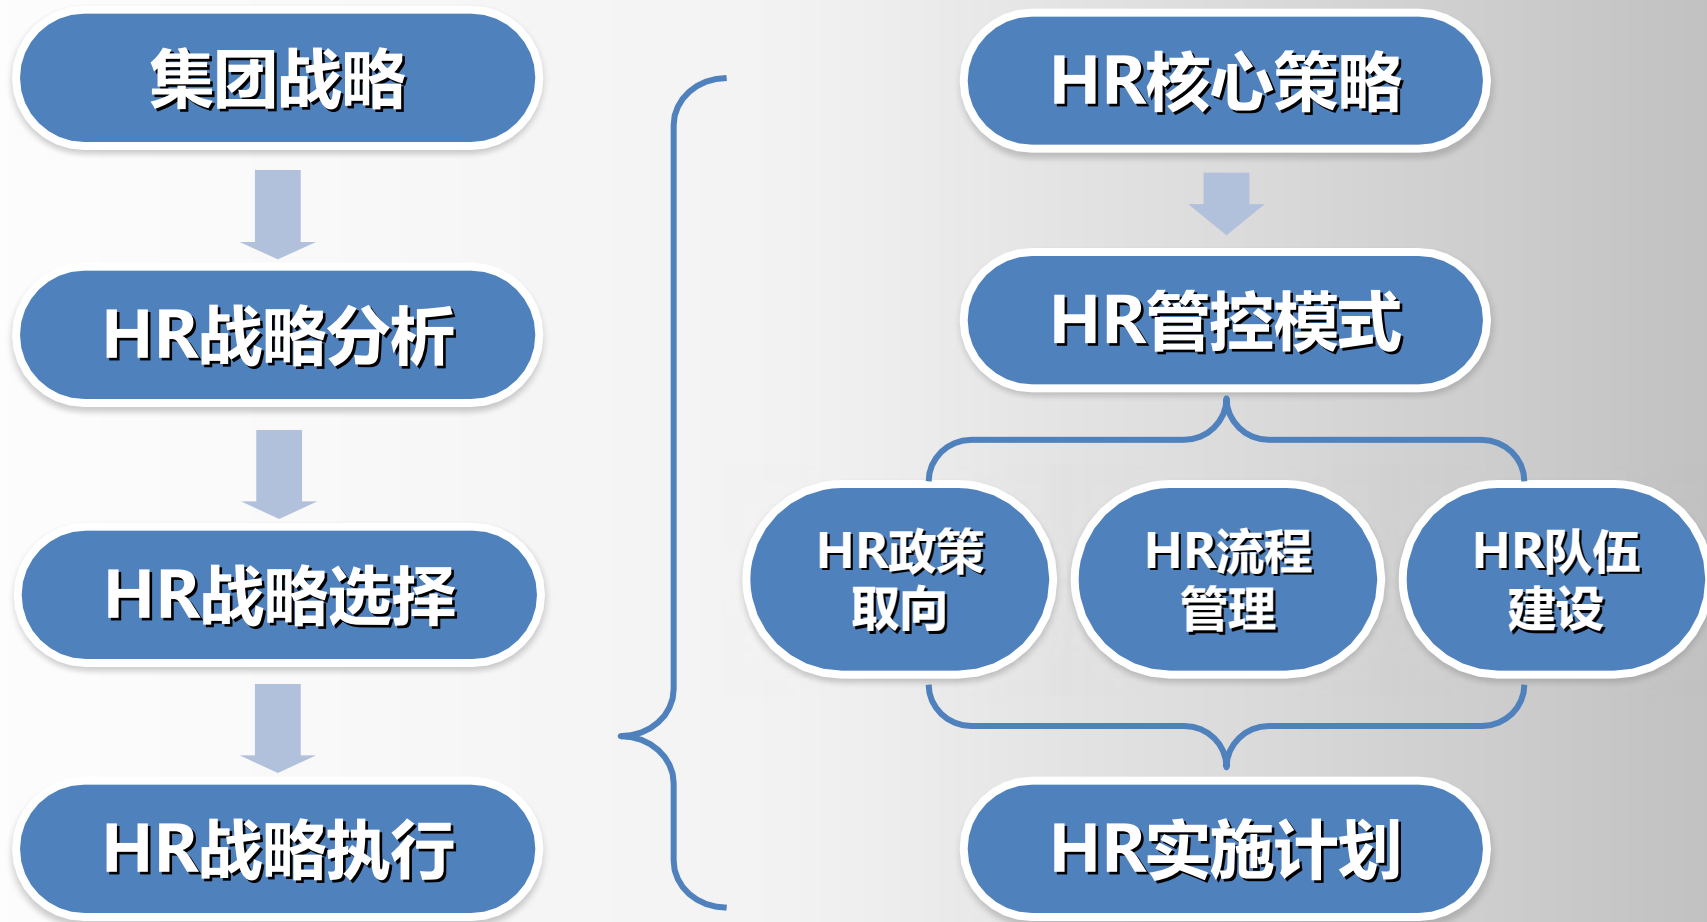 集团战略
HR战略分析
HR战略选择
HR战略执行
HR核心策略
HR管控模式
HR政策
取向
HR流程
管理
HR队伍
建设
HR实施计划